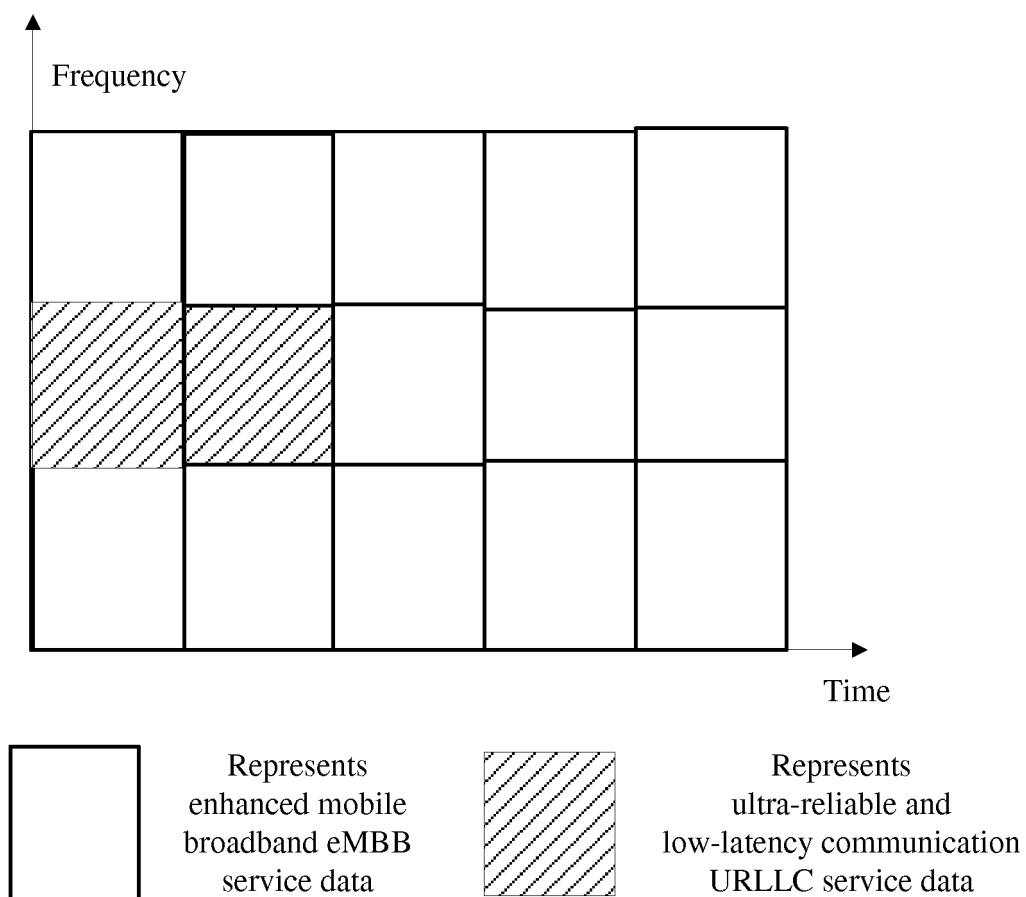 Frequency
Time
Represents
enhanced mobile
broadband eMBB
service data
Represents
ultra-reliable and
low-latency communication
URLLC service data